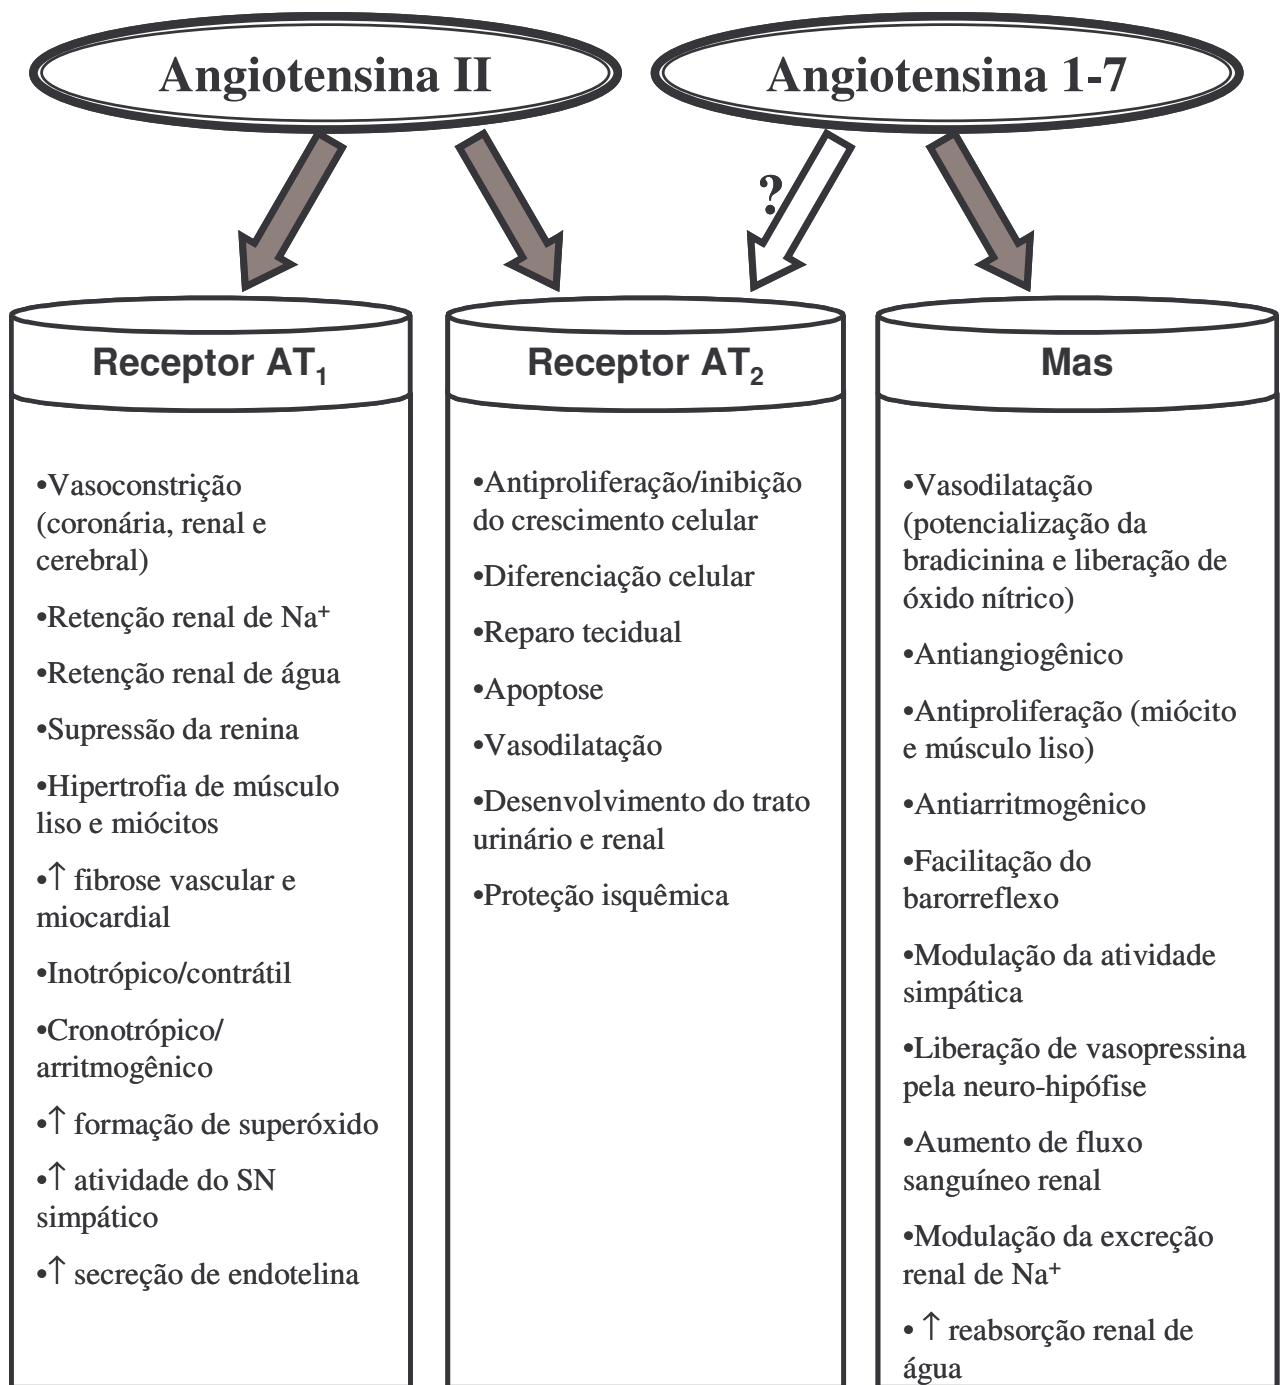 Angiotensina II
Angiotensina 1-7
?
Receptor AT₁
•Vasoconstrição
(coronária, renal e
cerebral)
•Retenção renal de Na⁺
•Retenção renal de água
•Supressão da renina
•Hipertrofia de músculo
liso e miócitos
•↑ fibrose vascular e
miocardial
•Inotrópico/contrátil
•Cronotrópico/
arritmogênico
•↑ formação de superóxido
•↑ atividade do SN
simpático
•↑ secreção de endotelina
Receptor AT₂
•Antiproliferação/inibição
do crescimento celular
•Diferenciação celular
•Reparo tecidual
•Apoptose
•Vasodilatação
•Desenvolvimento do trato
urinário e renal
•Proteção isquêmica
Mas
•Vasodilatação
(potencialização da
bradicinina e liberação de
óxido nítrico)
•Antiangiogênico
•Antiproliferação (miócito
e músculo liso)
•Antiarritmogênico
•Facilitação do
barorreflexo
•Modulação da atividade
simpática
•Liberação de vasopressina
pela neuro-hipófise
•Aumento de fluxo
sanguíneo renal
•Modulação da excreção
renal de Na⁺
• ↑ reabsorção renal de
água